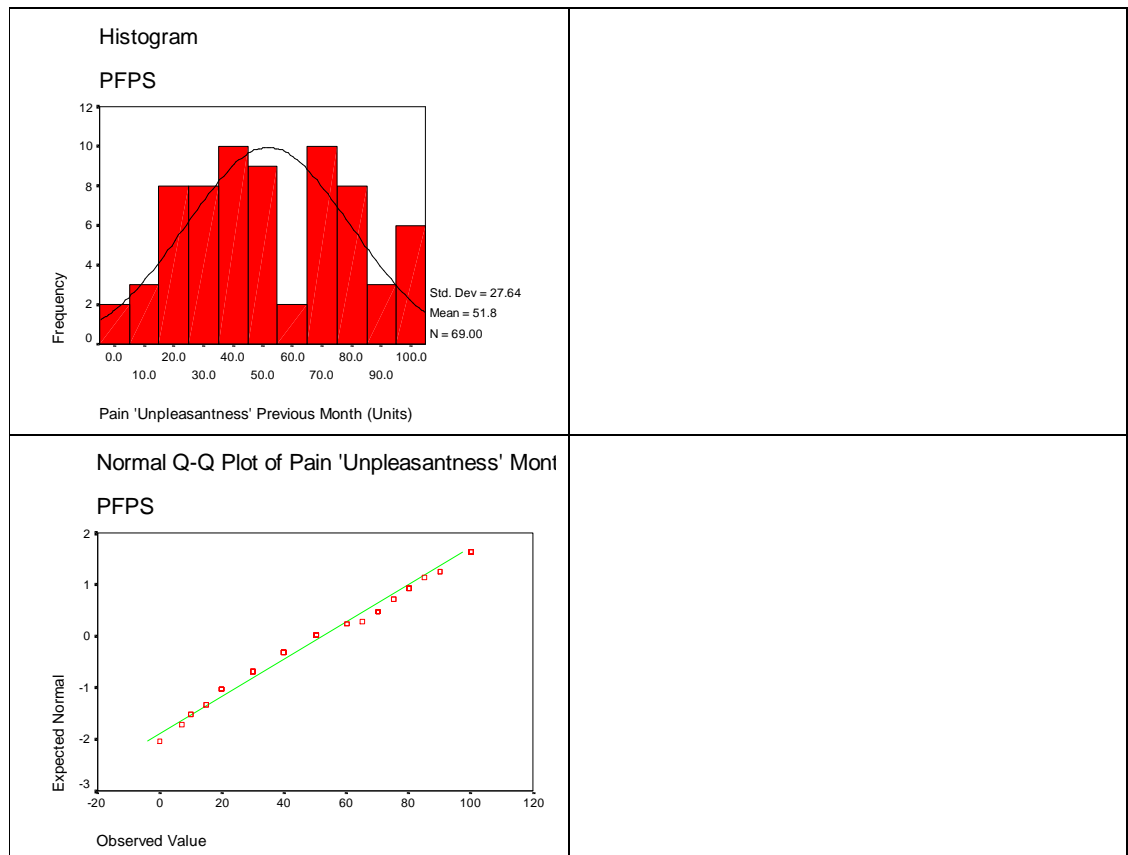 Histogram
PFPS
12
10
8
6
4
2
0
Frequency
Std. Dev = 27.64
Mean = 51.8
N = 69.00
0.0 20.0 40.0 60.0 80.0 100.0
10.0 30.0 50.0 70.0 90.0
Pain 'Unpleasantness' Previous Month (Units)
Normal Q-Q Plot of Pain 'Unpleasantness' Mont
PFPS
2
1
0
-1
-2
-3
Expected Normal
-20 0 20 40 60 80 100 120
Observed Value